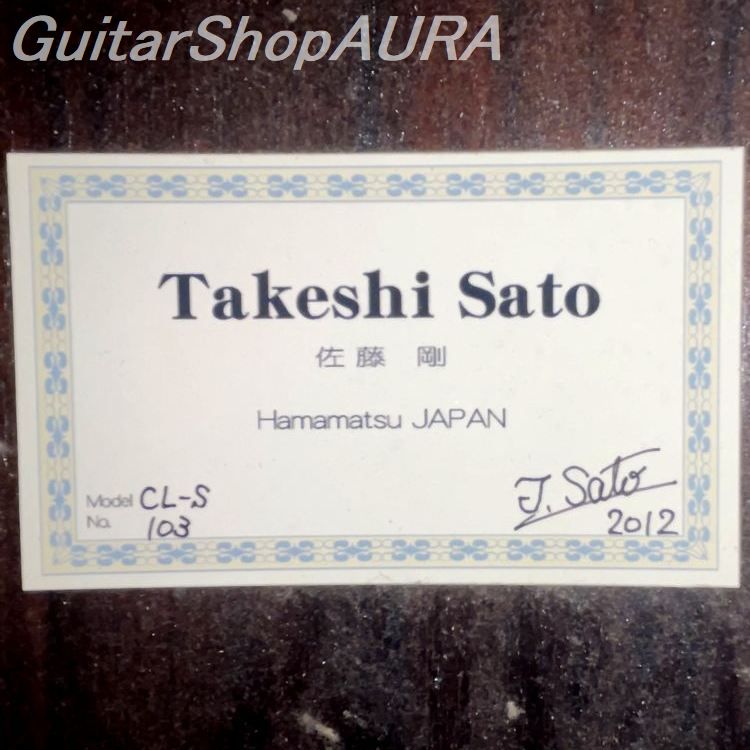 GuitarShopAURA
Takeshi Sato
佐藤 剛
Hamamatsu JAPAN
Model CL-S
No. 103
T. Sato
2012